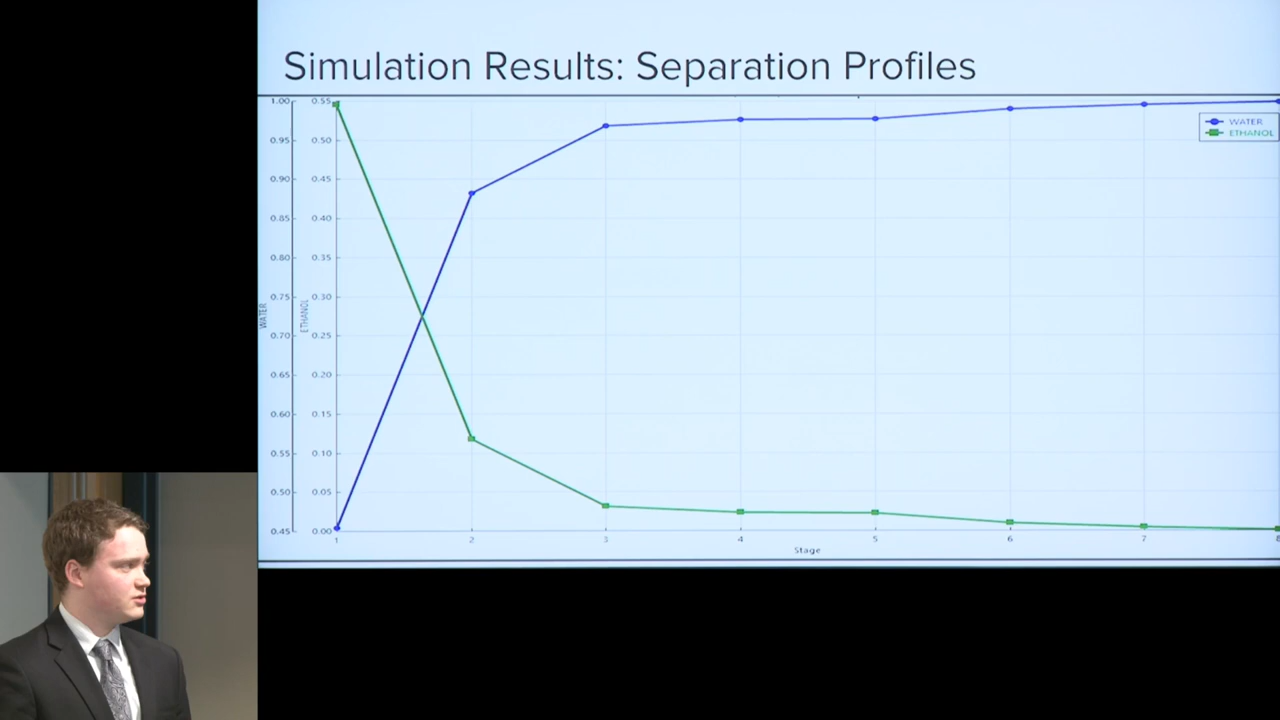 Simulation Results: Separation Profiles
1.00 0.55
0.95 0.50
0.90 0.45
0.85 0.40
0.80 0.35
0.75 0.30
0.70 0.25
0.65 0.20
0.60 0.15
0.55 0.10
0.50 0.05
0.45 0.00
WATER
ETHANOL
WATER
ETHANOL
1 2 3 4 5 6 7 8
Stage